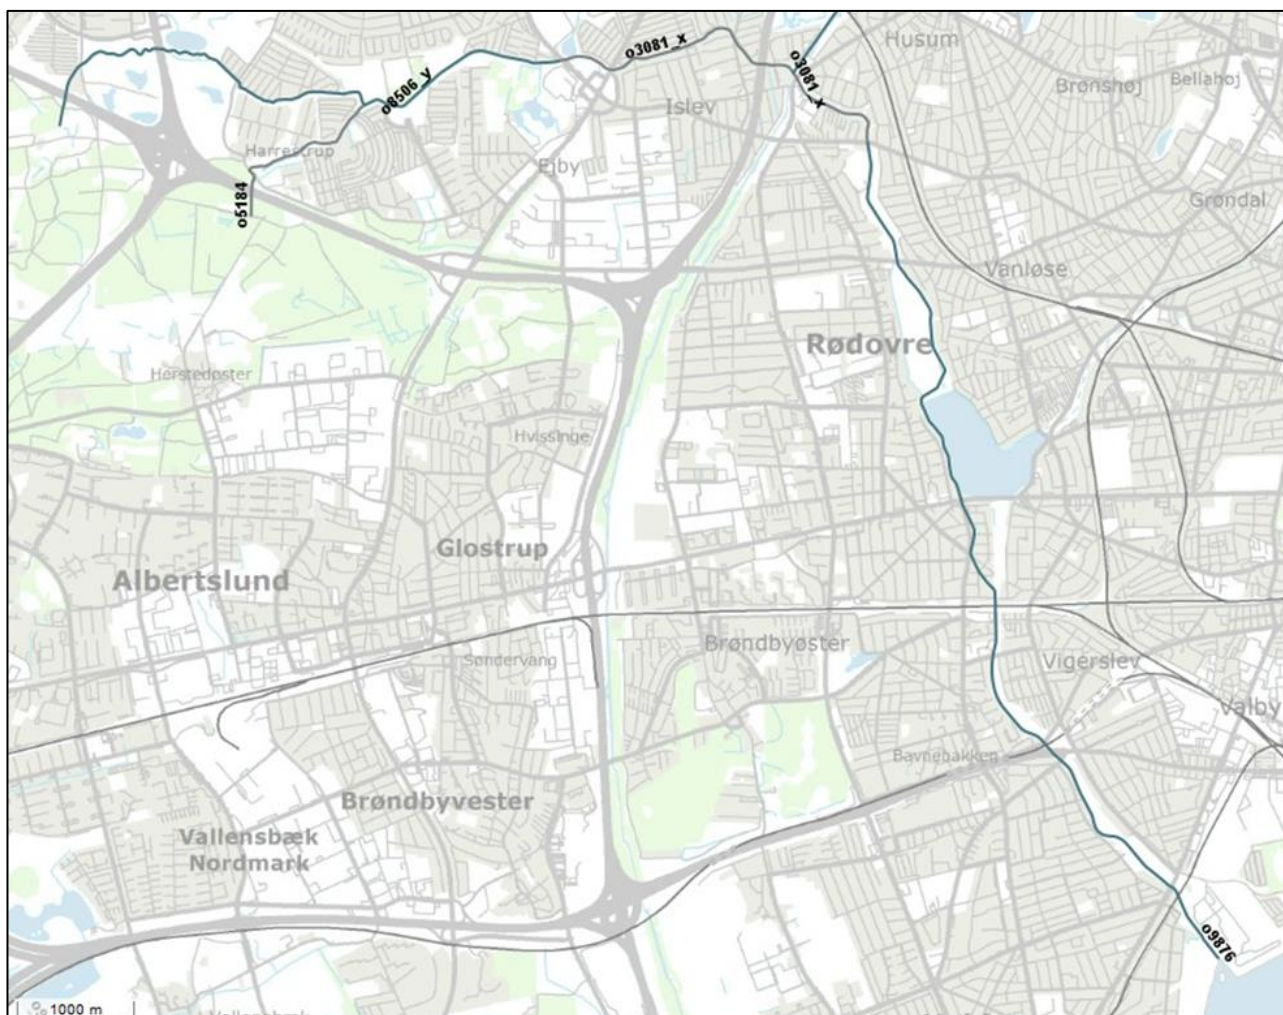 Husum
o3081_x
o3081_x
Bellahøj
o8506_y
Brønshøj
Islev
Harrestrup
Ejby
o5184
Grøndal
Vanløse
Rødovre
Herstedøster
Hvissinge
Glostrup
Albertslund
Brøndbyøster
Søndervang
Vigerslev
Valby
Bavnebakken
Brøndbyvester
Vallensbæk
Nordmark
o9876
1000 m
Vallensbæk